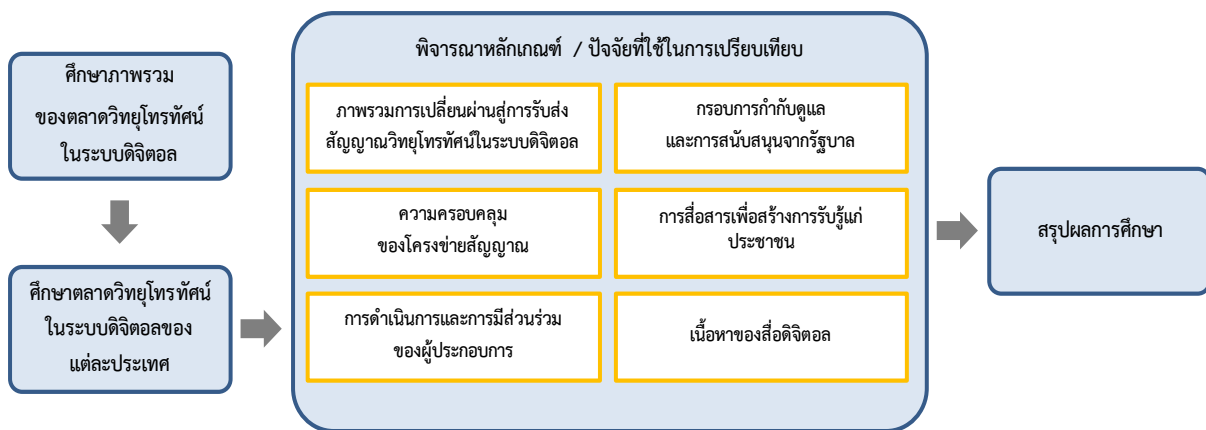 ศึกษาภาพรวม
ของตลาดวิทยุโทรทัศน์
ในระบบดิจิตอล
ศึกษาตลาดวิทยุโทรทัศน์
ในระบบดิจิตอลของ
แต่ละประเทศ
พิจารณาหลักเกณฑ์ / ปัจจัยที่ใช้ในการเปรียบเทียบ
ภาพรวมการเปลี่ยนผ่านสู่การรับส่ง
สัญญาณวิทยุโทรทัศน์ในระบบดิจิตอล
กรอบการกำกับดูแล
และการสนับสนุนจากรัฐบาล
ความครอบคลุม
ของโครงข่ายสัญญาณ
การสื่อสารเพื่อสร้างการรับรู้แก่
ประชาชน
การดำเนินการและการมีส่วนร่วม
ของผู้ประกอบการ
เนื้อหาของสื่อดิจิตอล
สรุปผลการศึกษา